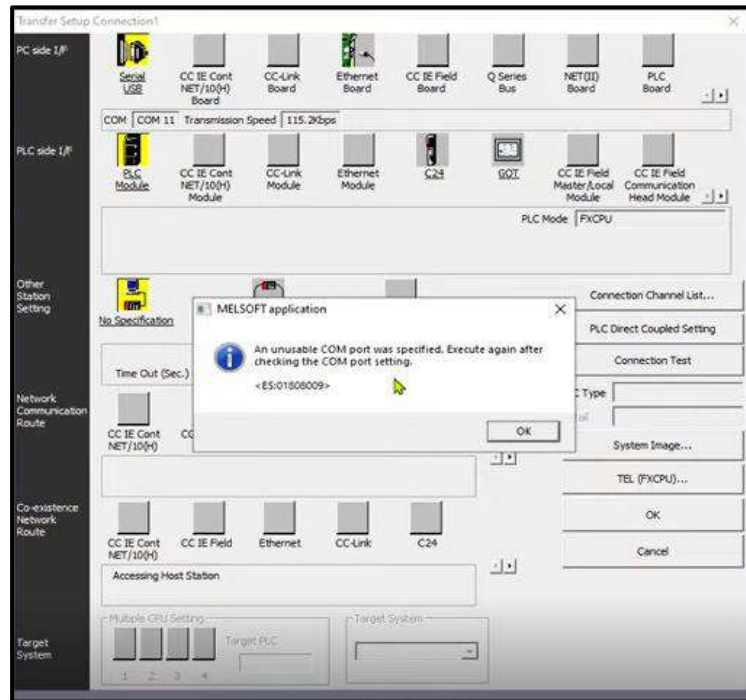 Transfer Setup Connection1
PC side I/F
Serial
USB
CC IE Cont
NET/10(H)
Board
CC-Link
Board
Ethernet
Board
CC IE Field
Board
Q Series
Bus
NET(II)
Board
PLC
Board
COM COM 11 Transmission Speed 115.2Kbps
PLC side I/F
PLC
Module
CC IE Cont
NET/10(H)
Module
CC-Link
Module
Ethernet
Module
C24
GOT
CC IE Field
Master/Local
Module
CC IE Field
Communication
Head Module
PLC Mode FXCPU
Other
Station
Setting
No Specification
Time Out (Sec.)
MELSOFT application
An unusable COM port was specified. Execute again after
checking the COM port setting.
<ES:01808009>
OK
Connection Channel List...
PLC Direct Coupled Setting
Connection Test
C Type
System Image...
TEL (FXCPU)...
OK
Cancel
Network
Communication
Route
CC IE Cont
NET/10(H)
Co-existence
Network
Route
CC IE Cont
NET/10(H)
CC IE Field
Ethernet
CC-Link
C24
Accessing Host Station
Target
System
Multiple CPU Setting
1 2 3 4
Target PLC
Target System